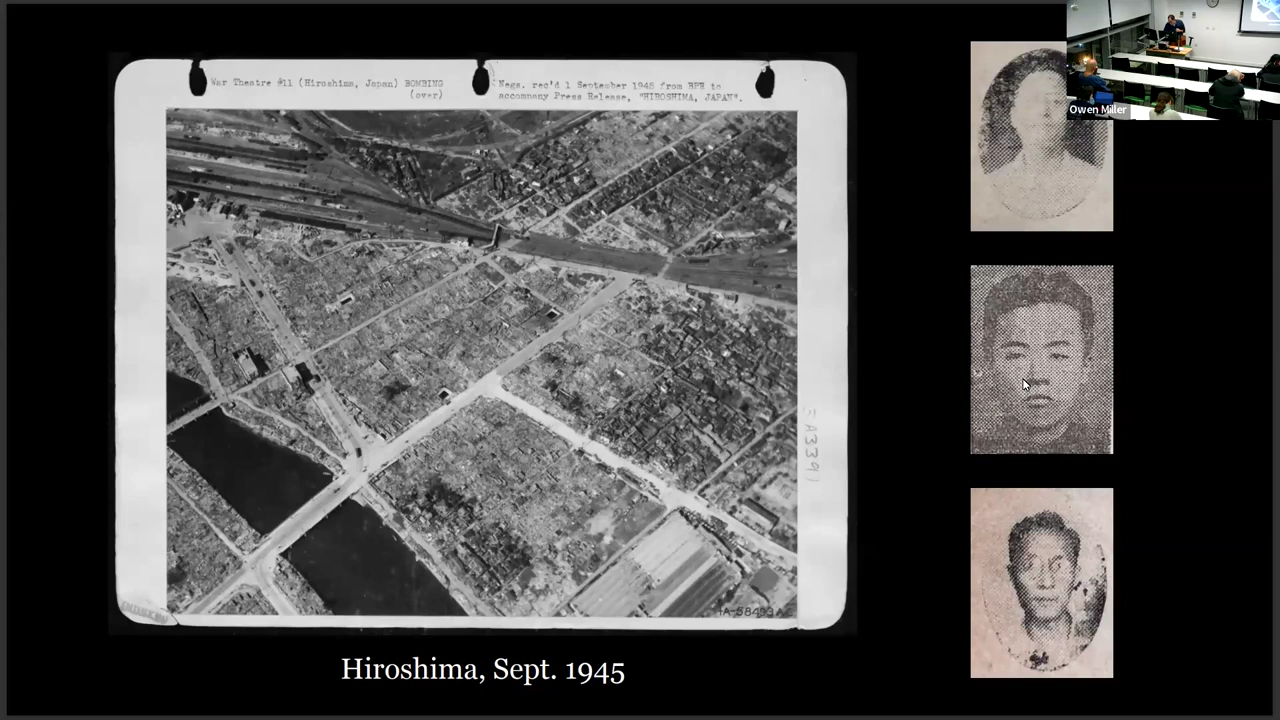 War Theatre #11 (Hiroshima, Japan) BOMBING
(over)
Negs. rec'd 1 September 1945 from BPR to
accompany Press Release, "HIROSHIMA, JAPAN".
Owen Miller
Hiroshima, Sept. 1945